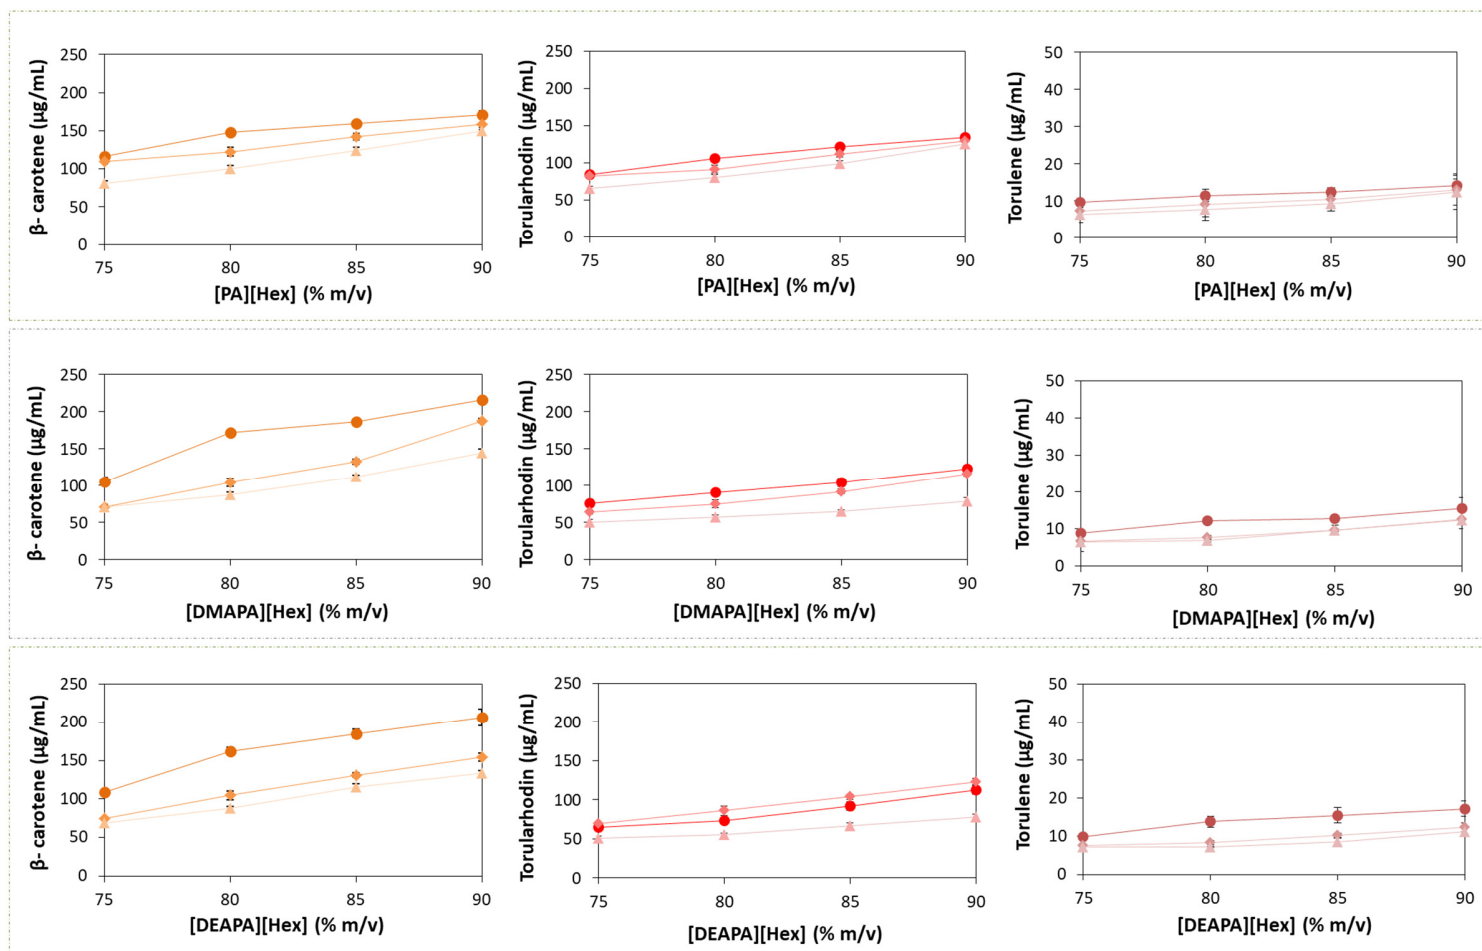 β- carotene (µg/mL)
250
200
150
100
50
0
75 80 85 90
[PA][Hex] (% m/v)
Torularhodin (µg/mL)
250
200
150
100
50
0
75 80 85 90
[PA][Hex] (% m/v)
Torulene (µg/mL)
50
40
30
20
10
0
75 80 85 90
[PA][Hex] (% m/v)
β- carotene (µg/mL)
250
200
150
100
50
0
75 80 85 90
[DMAPA][Hex] (% m/v)
Torularhodin (µg/mL)
250
200
150
100
50
0
75 80 85 90
[DMAPA][Hex] (% m/v)
Torulene (µg/mL)
50
40
30
20
10
0
75 80 85 90
[DMAPA][Hex] (% m/v)
β- carotene (µg/mL)
250
200
150
100
50
0
75 80 85 90
[DEAPA][Hex] (% m/v)
Torularhodin (µg/mL)
250
200
150
100
50
0
75 80 85 90
[DEAPA][Hex] (% m/v)
Torulene (µg/mL)
50
40
30
20
10
0
75 80 85 90
[DEAPA][Hex] (% m/v)